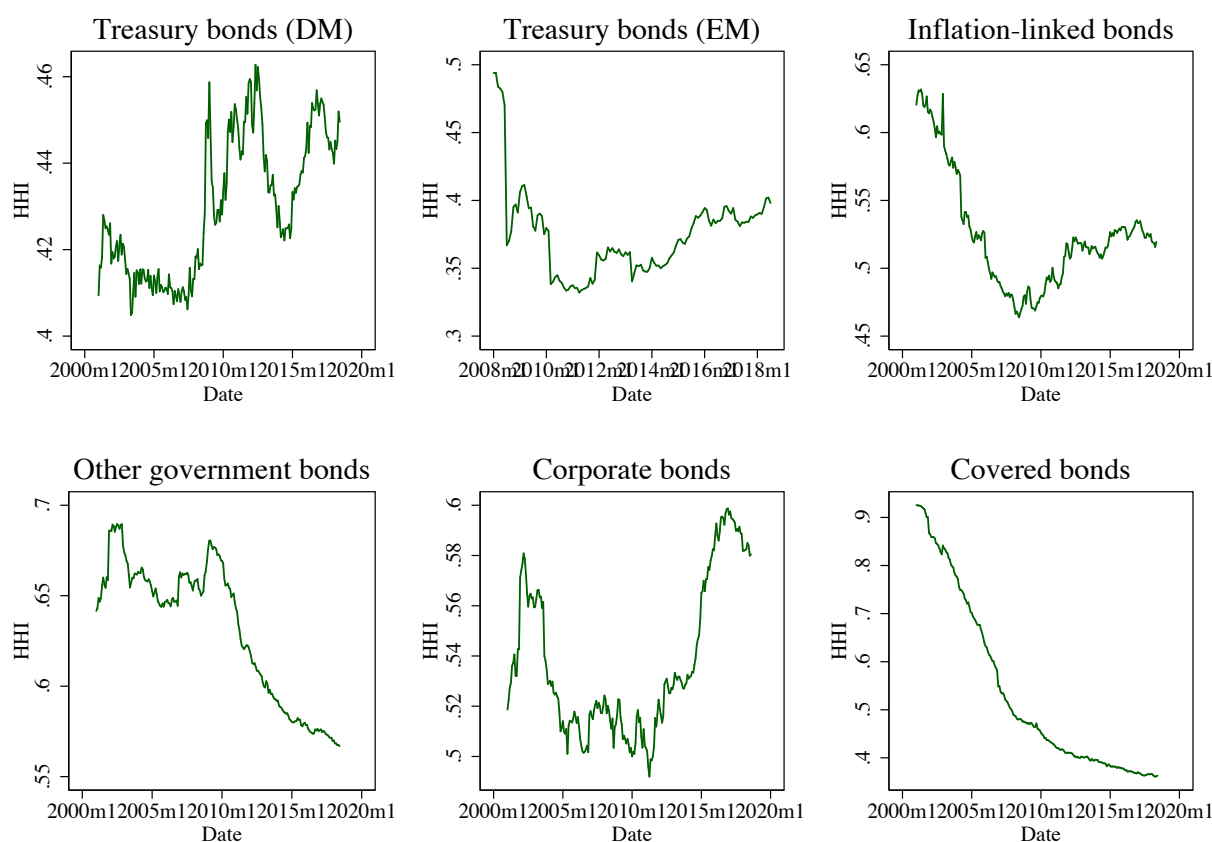 Treasury bonds (DM)
HHI
.46
.44
.42
.4
2000m1 2005m1 2010m1 2015m1 2020m1
Date
Treasury bonds (EM)
HHI
.5
.45
.4
.35
.3
2008m1 2010m1 2012m1 2014m1 2016m1 2018m1
Date
Inflation-linked bonds
HHI
.65
.6
.55
.5
.45
2000m1 2005m1 2010m1 2015m1 2020m1
Date
Other government bonds
HHI
.7
.65
.6
.55
2000m1 2005m1 2010m1 2015m1 2020m1
Date
Corporate bonds
HHI
.6
.58
.56
.54
.52
.5
2000m1 2005m1 2010m1 2015m1 2020m1
Date
Covered bonds
HHI
.9
.8
.7
.6
.5
.4
2000m1 2005m1 2010m1 2015m1 2020m1
Date